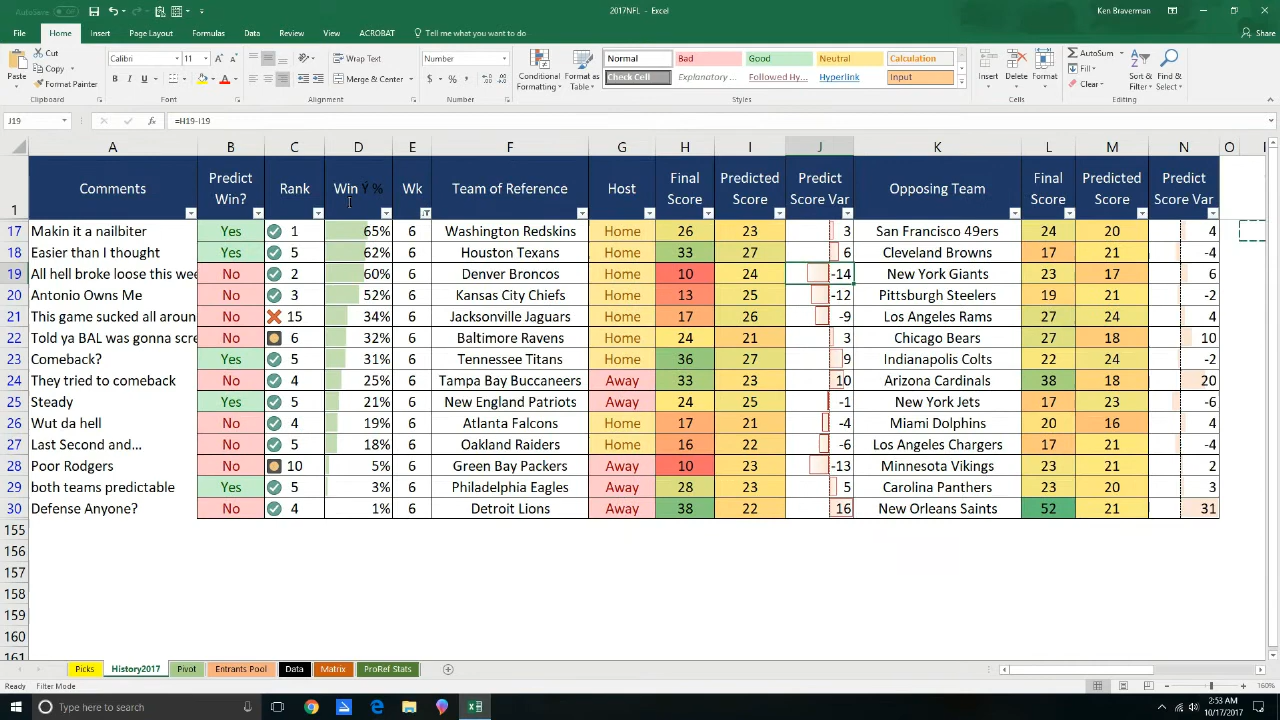 AutoSave
2017NFL - Excel
Ken Braverman
File Home Insert Page Layout Formulas Data Review View ACROBAT Tell me what you want to do Share
Paste Cut Copy Format Painter
Calibri 11
Wrap Text
Merge & Center
Number
Conditional Formatting Format as Table
Normal Bad Good Neutral Calculation
Check Cell Explanatory ... Followed Hy... Hyperlink Input
Insert Delete Format
AutoSum Fill Clear
Sort & Filter Find & Select
Clipboard Font Alignment Number Styles Cells Editing
J19 fx =H19-I19
A B C D E F G H I J K L M N O
1 Comments Predict Win? Rank Win % Wk Team of Reference Host Final Score Predicted Score Predict Score Var Opposing Team Final Score Predicted Score Predict Score Var
17 Makin it a nailbiter Yes 1 65% 6 Washington Redskins Home 26 23 3 San Francisco 49ers 24 20 4
18 Easier than I thought Yes 5 62% 6 Houston Texans Home 33 27 6 Cleveland Browns 17 21 -4
19 All hell broke loose this wee No 2 60% 6 Denver Broncos Home 10 24 -14 New York Giants 23 17 6
20 Antonio Owns Me No 3 52% 6 Kansas City Chiefs Home 13 25 -12 Pittsburgh Steelers 19 21 -2
21 This game sucked all aroun No 15 34% 6 Jacksonville Jaguars Home 17 26 -9 Los Angeles Rams 27 24 4
22 Told ya BAL was gonna scre No 6 32% 6 Baltimore Ravens Home 24 21 3 Chicago Bears 27 18 10
23 Comeback? Yes 5 31% 6 Tennessee Titans Home 36 27 9 Indianapolis Colts 22 24 -2
24 They tried to comeback No 4 25% 6 Tampa Bay Buccaneers Away 33 23 10 Arizona Cardinals 38 18 20
25 Steady Yes 5 21% 6 New England Patriots Away 24 25 -1 New York Jets 17 23 -6
26 Wut da hell No 4 19% 6 Atlanta Falcons Home 17 21 -4 Miami Dolphins 20 16 4
27 Last Second and... No 5 18% 6 Oakland Raiders Home 16 22 -6 Los Angeles Chargers 17 21 -4
28 Poor Rodgers No 10 5% 6 Green Bay Packers Away 10 23 -13 Minnesota Vikings 23 21 2
29 both teams predictable Yes 5 3% 6 Philadelphia Eagles Away 28 23 5 Carolina Panthers 23 20 3
30 Defense Anyone? No 4 1% 6 Detroit Lions Away 38 22 16 New Orleans Saints 52 21 31
155
156
157
158
159
160
161
Picks History2017 Pivot Entrants Pool Data Matrix ProRef Stats
Ready Filter Mode 160%
Type here to search
2:53 AM
10/17/2017